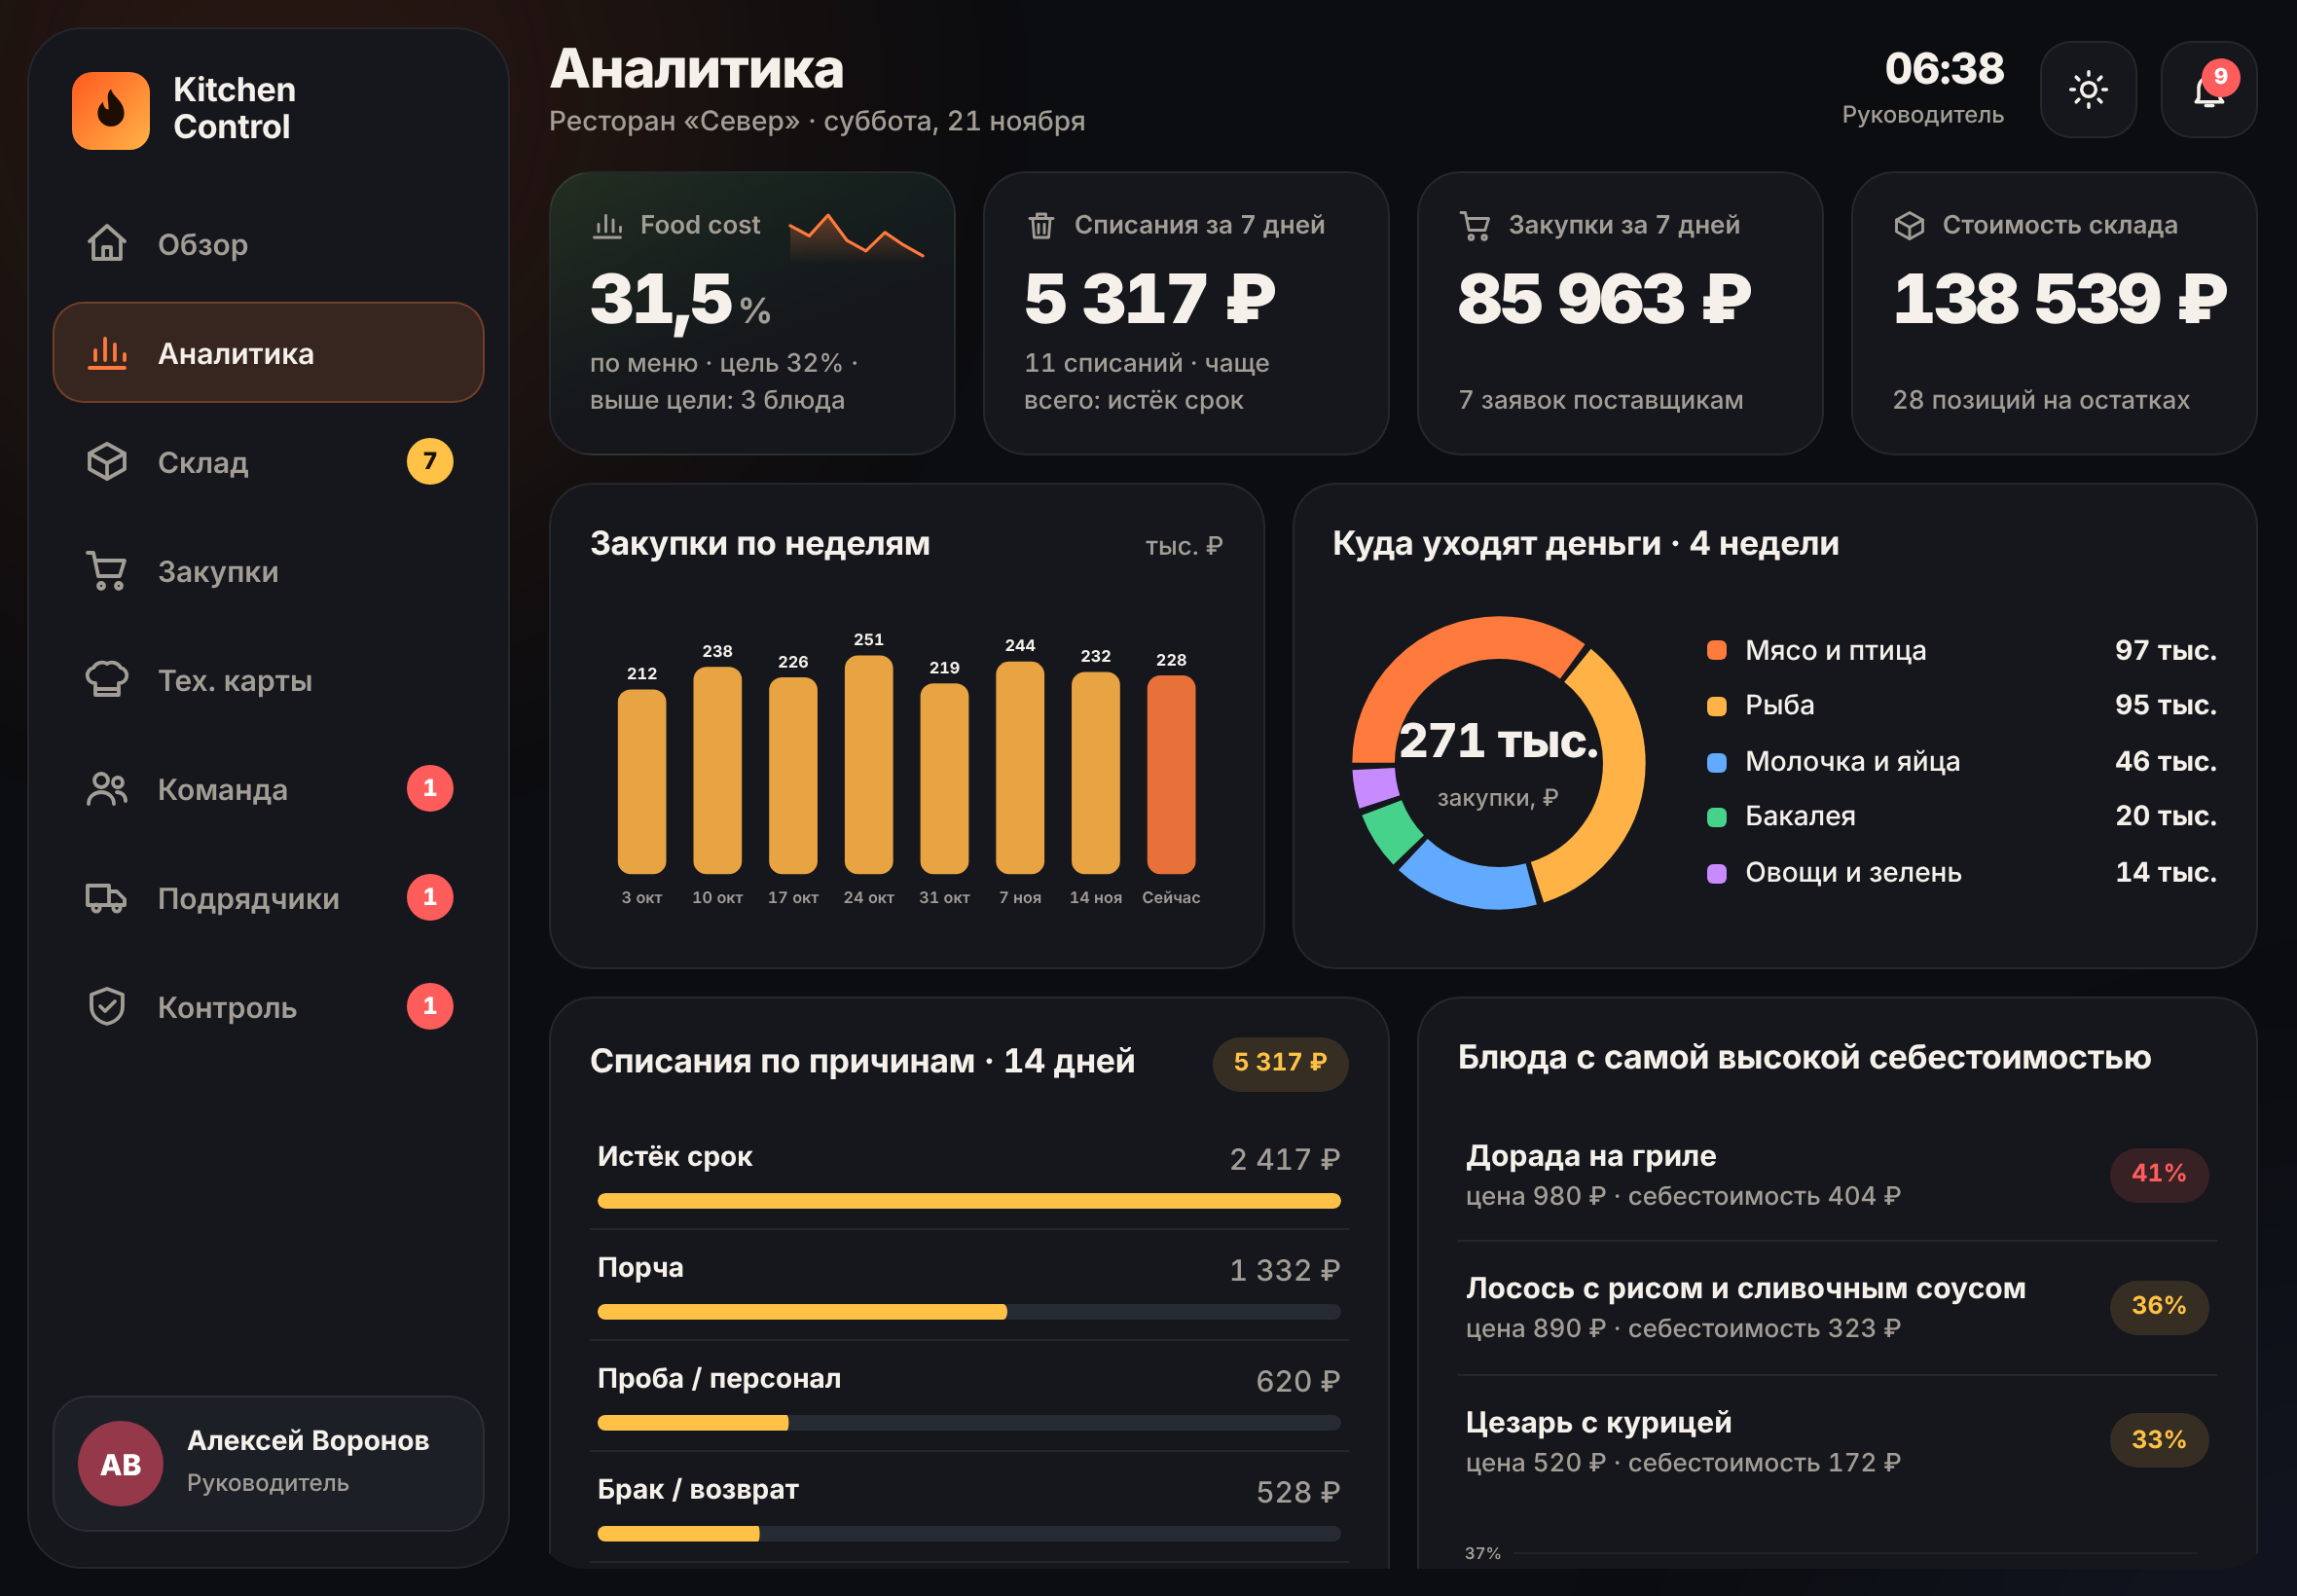 Kitchen
Control
Обзор
Аналитика
Склад
7
Закупки
Тех. карты
Команда
1
Подрядчики
1
Контроль
1
АВ
Алексей Воронов
Руководитель
Аналитика
Ресторан «Север» · суббота, 21 ноября
06:38
Руководитель
9
Food cost
31,5 %
по меню · цель 32% ·
выше цели: 3 блюда
Списания за 7 дней
5 317 ₽
11 списаний · чаще
всего: истёк срок
Закупки за 7 дней
85 963 ₽
7 заявок поставщикам
Стоимость склада
138 539 ₽
28 позиций на остатках
Закупки по неделям
тыс. ₽
212
238
226
251
219
244
232
228
3 окт
10 окт
17 окт
24 окт
31 окт
7 ноя
14 ноя
Сейчас
Куда уходят деньги · 4 недели
271 тыс.
закупки, ₽
Мясо и птица 97 тыс.
Рыба 95 тыс.
Молочка и яйца 46 тыс.
Бакалея 20 тыс.
Овощи и зелень 14 тыс.
Списания по причинам · 14 дней
5 317 ₽
Истёк срок 2 417 ₽
Порча 1 332 ₽
Проба / персонал 620 ₽
Брак / возврат 528 ₽
Блюда с самой высокой себестоимостью
Дорада на гриле
цена 980 ₽ · себестоимость 404 ₽
41%
Лосось с рисом и сливочным соусом
цена 890 ₽ · себестоимость 323 ₽
36%
Цезарь с курицей
цена 520 ₽ · себестоимость 172 ₽
33%
37%